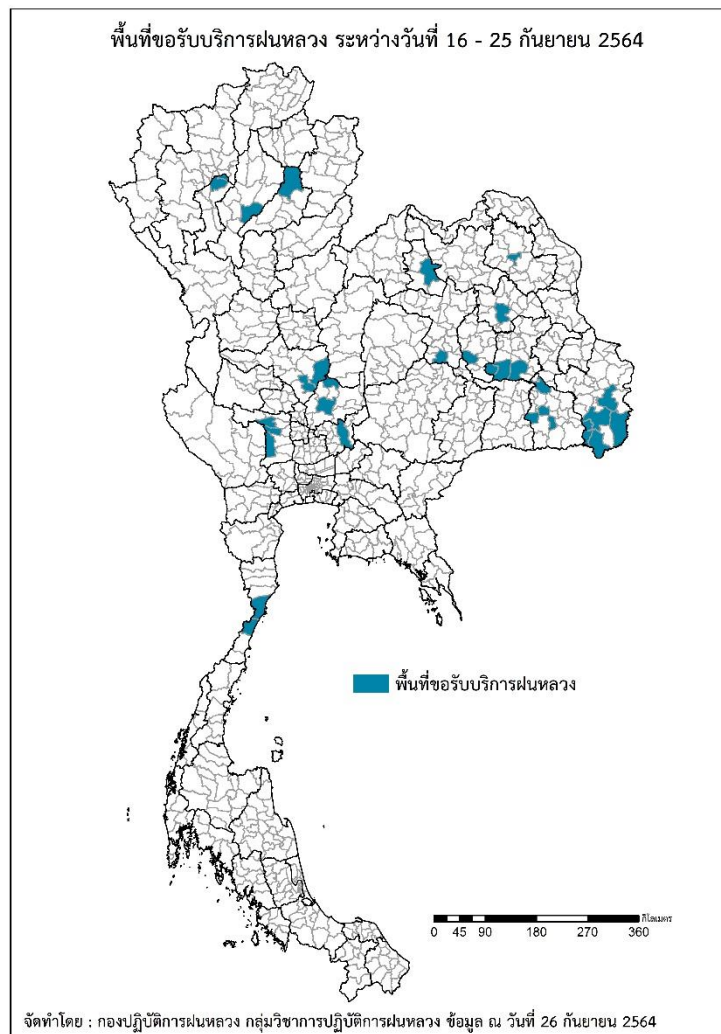 พื้นที่ขอรับบริการฝนหลวง ระหว่างวันที่ 16 - 25 กันยายน 2564
พื้นที่ขอรับบริการฝนหลวง
กิโลเมตร
0 45 90 180 270 360
จัดทำโดย : กองปฏิบัติการฝนหลวง กลุ่มวิชาการปฏิบัติการฝนหลวง ข้อมูล ณ วันที่ 26 กันยายน 2564